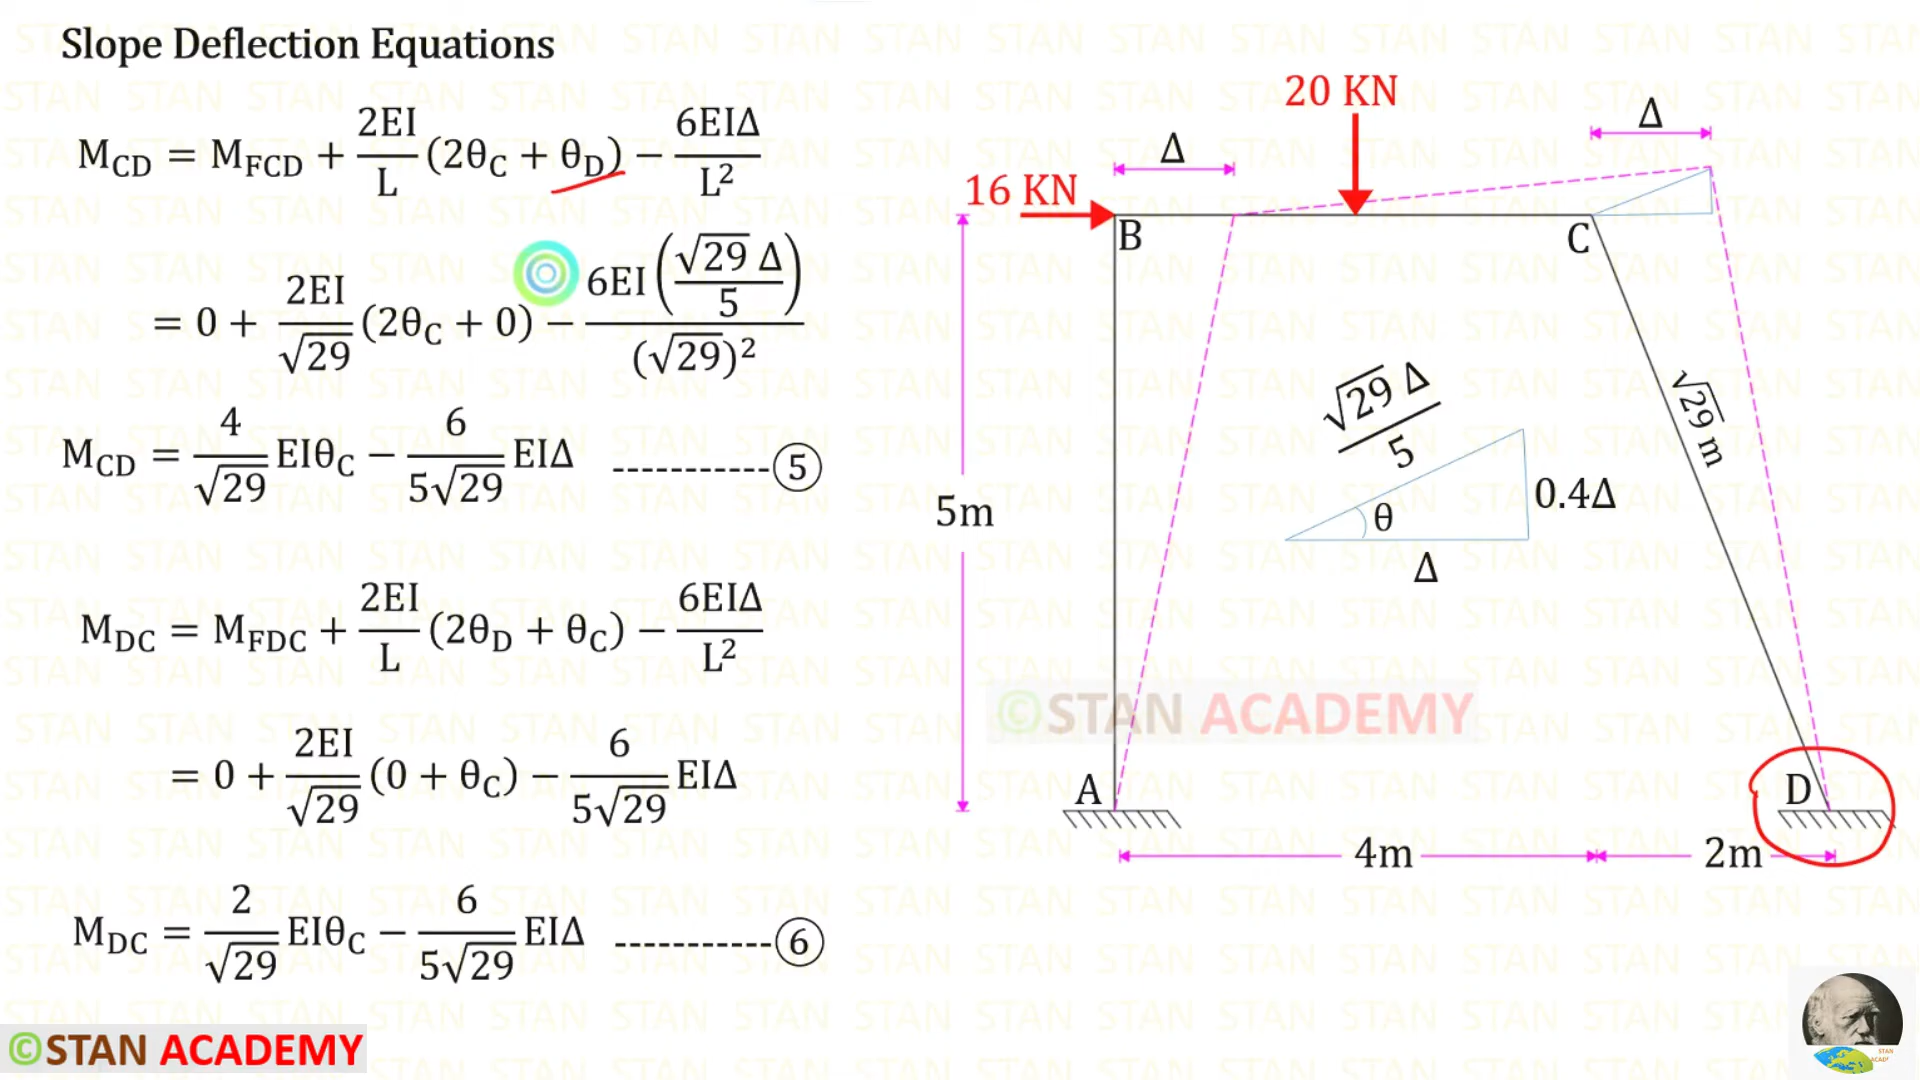 Slope Deflection Equations
M_CD = M_FCD + 2EI/L (2θ_C + θ_D) − 6EIΔ/L²
= 0 + 2EI/√29 (2θ_C + 0) − 6EI(√29 Δ/5)/(√29)²
M_CD = 4/√29 EIθ_C − 6/5√29 EIΔ -----------⑤
M_DC = M_FDC + 2EI/L (2θ_D + θ_C) − 6EIΔ/L²
= 0 + 2EI/√29 (0 + θ_C) − 6/5√29 EIΔ
M_DC = 2/√29 EIθ_C − 6/5√29 EIΔ -----------⑥
20 KN
Δ
Δ
16 KN
B
C
√29 Δ/5
√29 m
θ
0.4Δ
Δ
5m
A
D
4m
2m
©STAN ACADEMY
©STAN ACADEMY